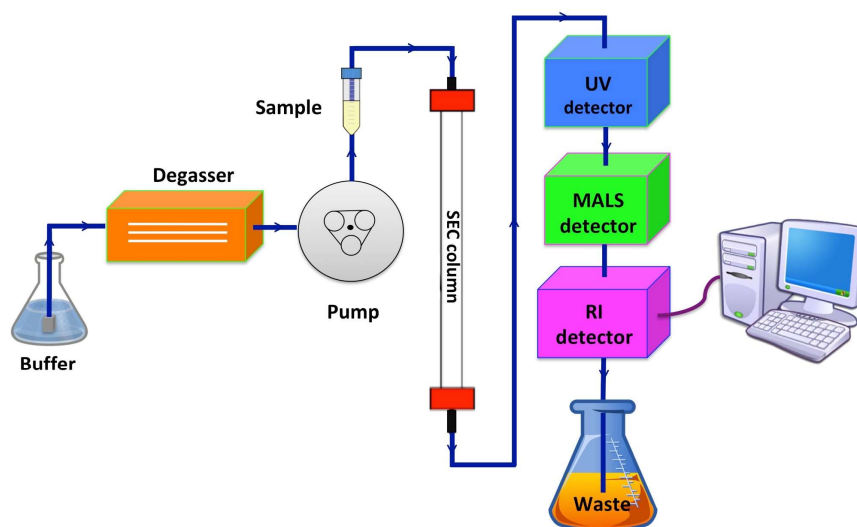 Buffer
Degasser
Pump
Sample
SEC column
UV
detector
MALS
detector
RI
detector
Waste